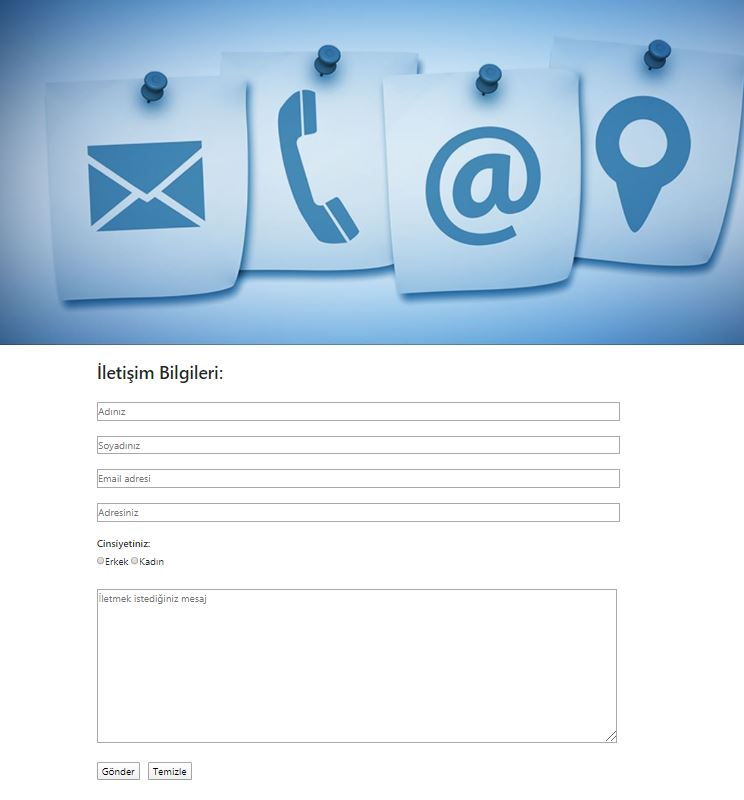 @
İletişim Bilgileri:
Adınız
Soyadınız
Email adresi
Adresiniz
Cinsiyetiniz:
Erkek Kadın
İletmek istediğiniz mesaj
Gönder Temizle